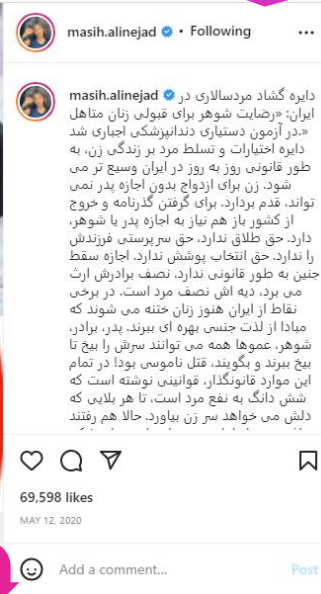 masih.alinejad • Following
masih.alinejad دایره گشاد مردسالاری در
ایران: «رضایت شوهر برای قبولی زنان متاهل
«.در آزمون دستیاری دندانپزشکی اجباری شد
دایره اختیارات و تسلط مرد بر زندگی زن، به
طور قانونی روز به روز در ایران وسیع تر می
شود. زن برای ازدواج بدون اجازه پدر نمی
تواند، قدم بردارد. برای گرفتن گذرنامه و خروج
از کشور باز هم نیاز به اجازه پدر یا شوهر،
دارد. حق طلاق ندارد. حق سرپرستی فرزندش
را ندارد. حق انتخاب پوشش ندارد. اجازه سقط
جنین به طور قانونی ندارد. نصف برادرش ارث
می برد، دیه اش نصف مرد است. در برخی
نقاط از ایران هنوز زنان ختنه می شوند که
مبادا از لذت جنسی بهره ای ببرند. پدر، برادر،
شوهر، عموها همه می توانند سرش را بیخ تا
بیخ ببرند و بگویند، قتل ناموسی بود! در تمام
این موارد قانونگذار، قوانینی نوشته است که
شش دانگ به نفع مرد است، تا هر بلایی که
دلش می خواهد سر زن بیاورد. حالا هم رفتند
69,598 likes
MAY 12, 2020
Add a comment...
Post